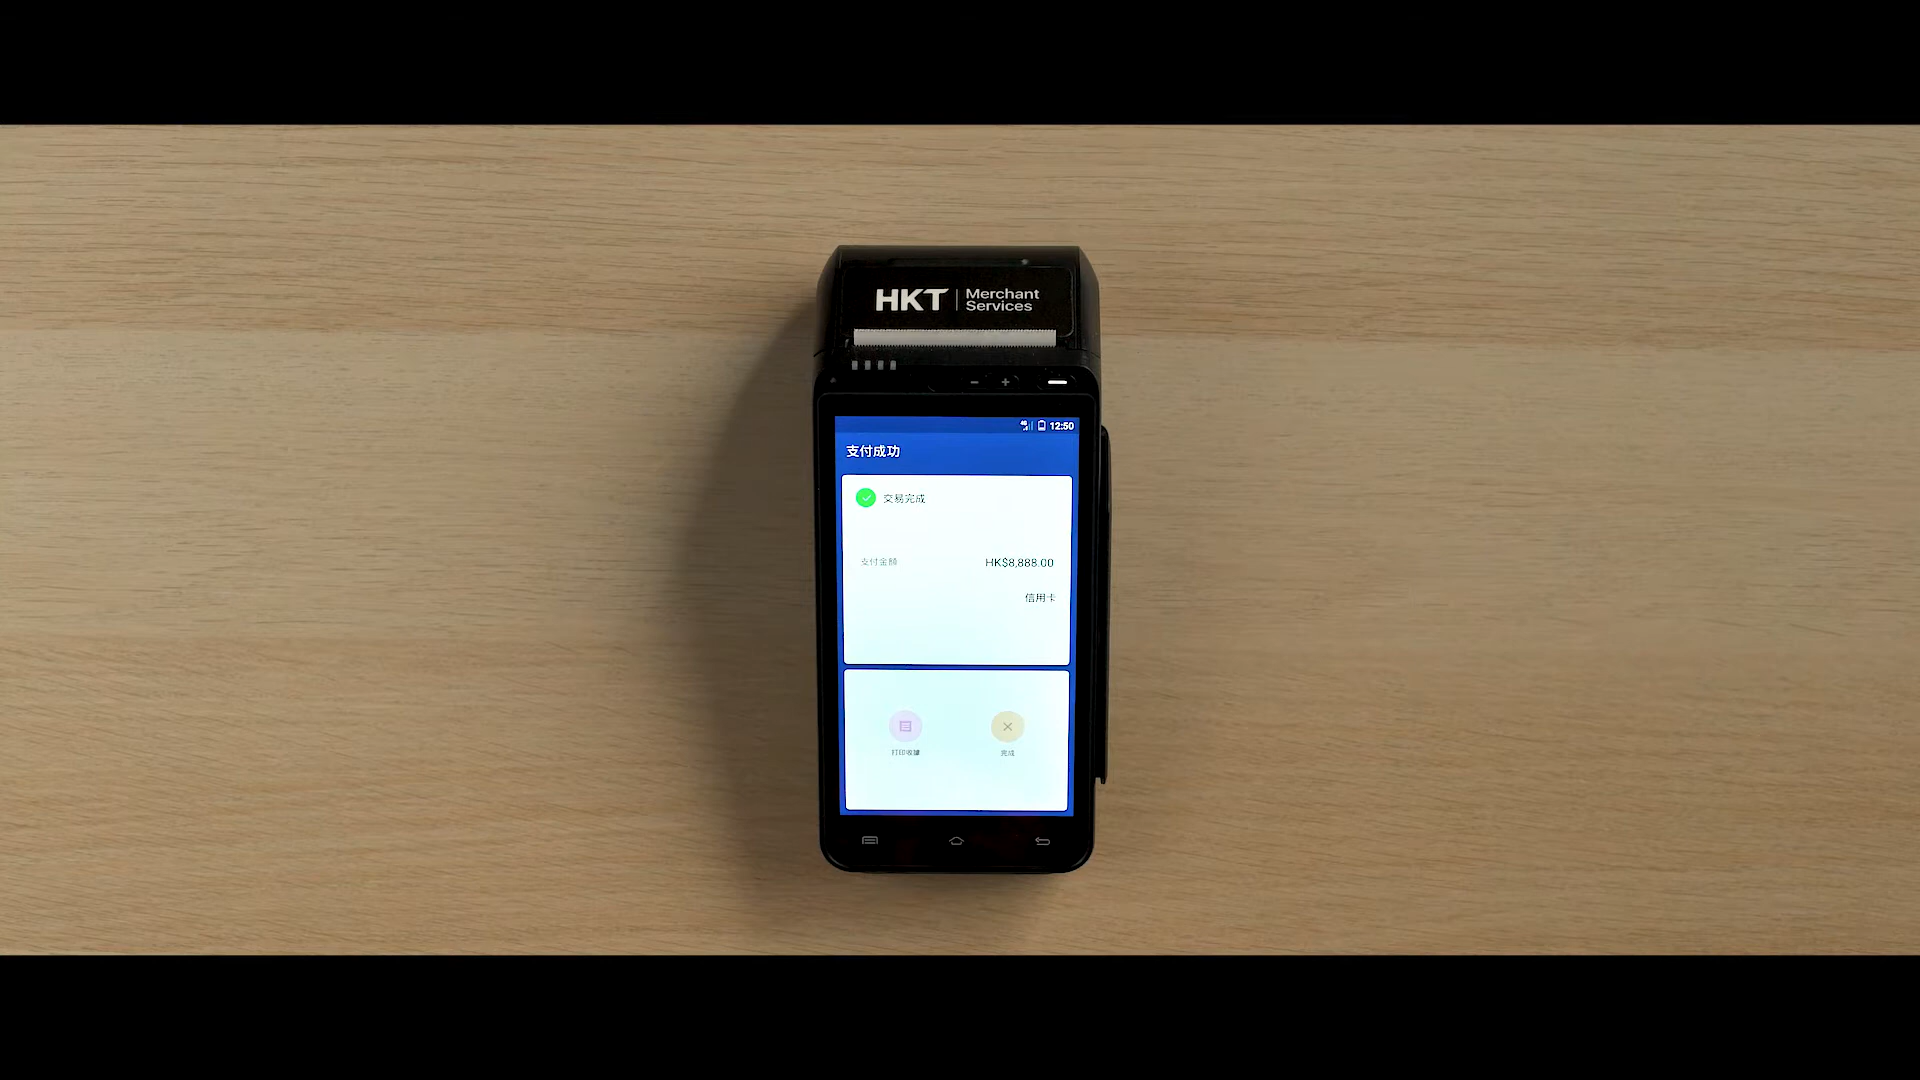 HKT | Merchant Services
12:50
支付成功
交易完成
支付金額 HK$8,888.00
信用卡
打印收據 完成